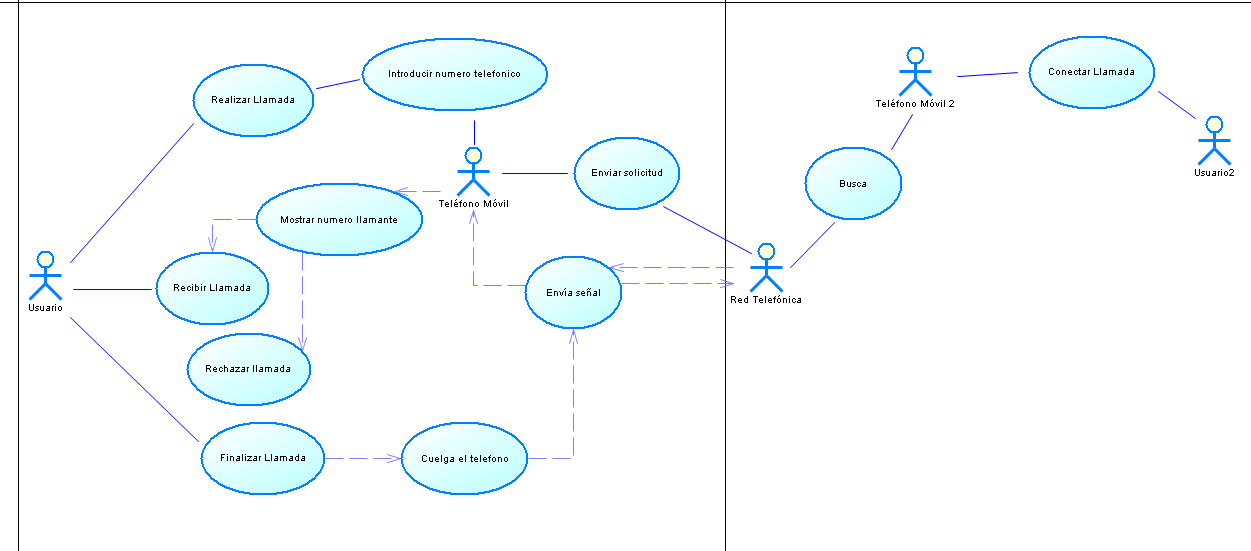 Introducir numero telefonico
Realizar Llamada
Conectar Llamada
Teléfono Móvil 2
Enviar solicitud
Usuario2
Busca
Teléfono Móvil
Mostrar numero llamante
Recibir Llamada
Envía señal
Red Telefónica
Usuario
Rechazar llamada
Finalizar Llamada
Cuelga el telefono